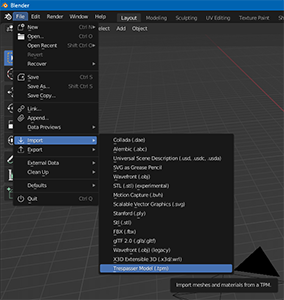 Blender
File Edit Render Window Help Layout Modeling Sculpting UV Editing Texture Paint
New Ctrl N
Open... Ctrl O
Open Recent Shift Ctrl O
Revert
Recover
Select Add Object
Save Ctrl S
Save As... Shift Ctrl S
Save Copy...
Link...
Append...
Data Previews
Import
Export
External Data
Clean Up
Defaults
Quit Ctrl Q
Collada (.dae)
Alembic (.abc)
Universal Scene Description (.usd, .usdc, .usda)
SVG as Grease Pencil
Wavefront (.obj)
STL (.stl) (experimental)
Motion Capture (.bvh)
Scalable Vector Graphics (.svg)
Stanford (.ply)
Stl (.stl)
FBX (.fbx)
glTF 2.0 (.glb/.gltf)
Wavefront (.obj) (legacy)
X3D Extensible 3D (.x3d/.wrl)
Trespasser Model (.tpm)
Import meshes and materials from a TPM.